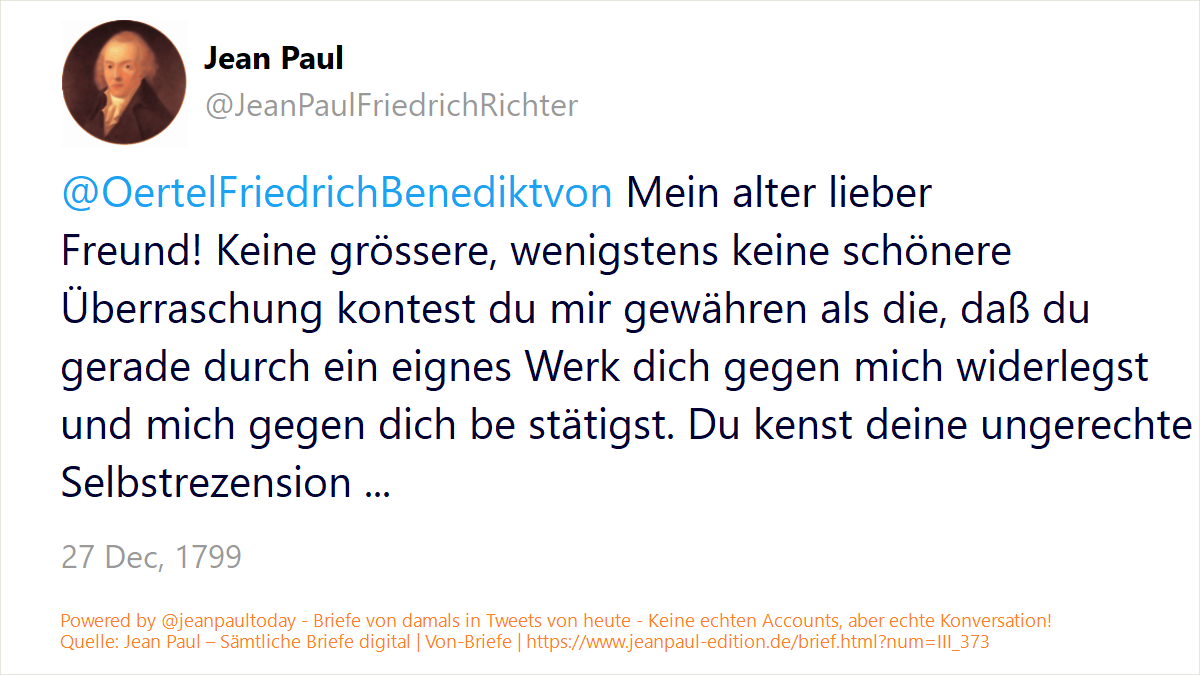 Jean Paul
@JeanPaulFriedrichRichter
@OertelFriedrichBenediktvon Mein alter lieber
Freund! Keine grössere, wenigstens keine schönere
Überraschung kontest du mir gewähren als die, daß du
gerade durch ein eignes Werk dich gegen mich widerlegst
und mich gegen dich be stätigst. Du kenst deine ungerechte
Selbstrezension ...
27 Dec, 1799
Powered by @jeanpaultoday - Briefe von damals in Tweets von heute - Keine echten Accounts, aber echte Konversation!
Quelle: Jean Paul – Sämtliche Briefe digital | Von-Briefe | https://www.jeanpaul-edition.de/brief.html?num=III_373